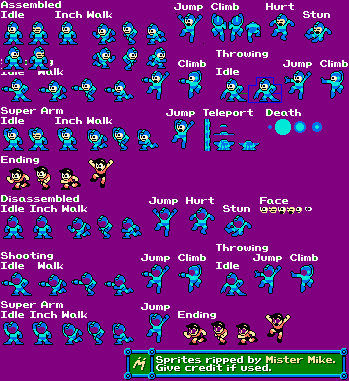 Assembled
Idle Inch Walk Jump Climb Hurt Stun
Throwing
Idle Walk Climb Idle Jump Climb
Super Arm
Idle Inch Walk Jump Teleport Death
Ending
Disassembled
Idle Inch Walk Jump Hurt Stun Face
Shooting Throwing
Idle Walk Jump Climb Idle Jump Climb
Super Arm
Idle Inch Walk Jump Ending
Sprites ripped by Mister Mike.
Give credit if used.